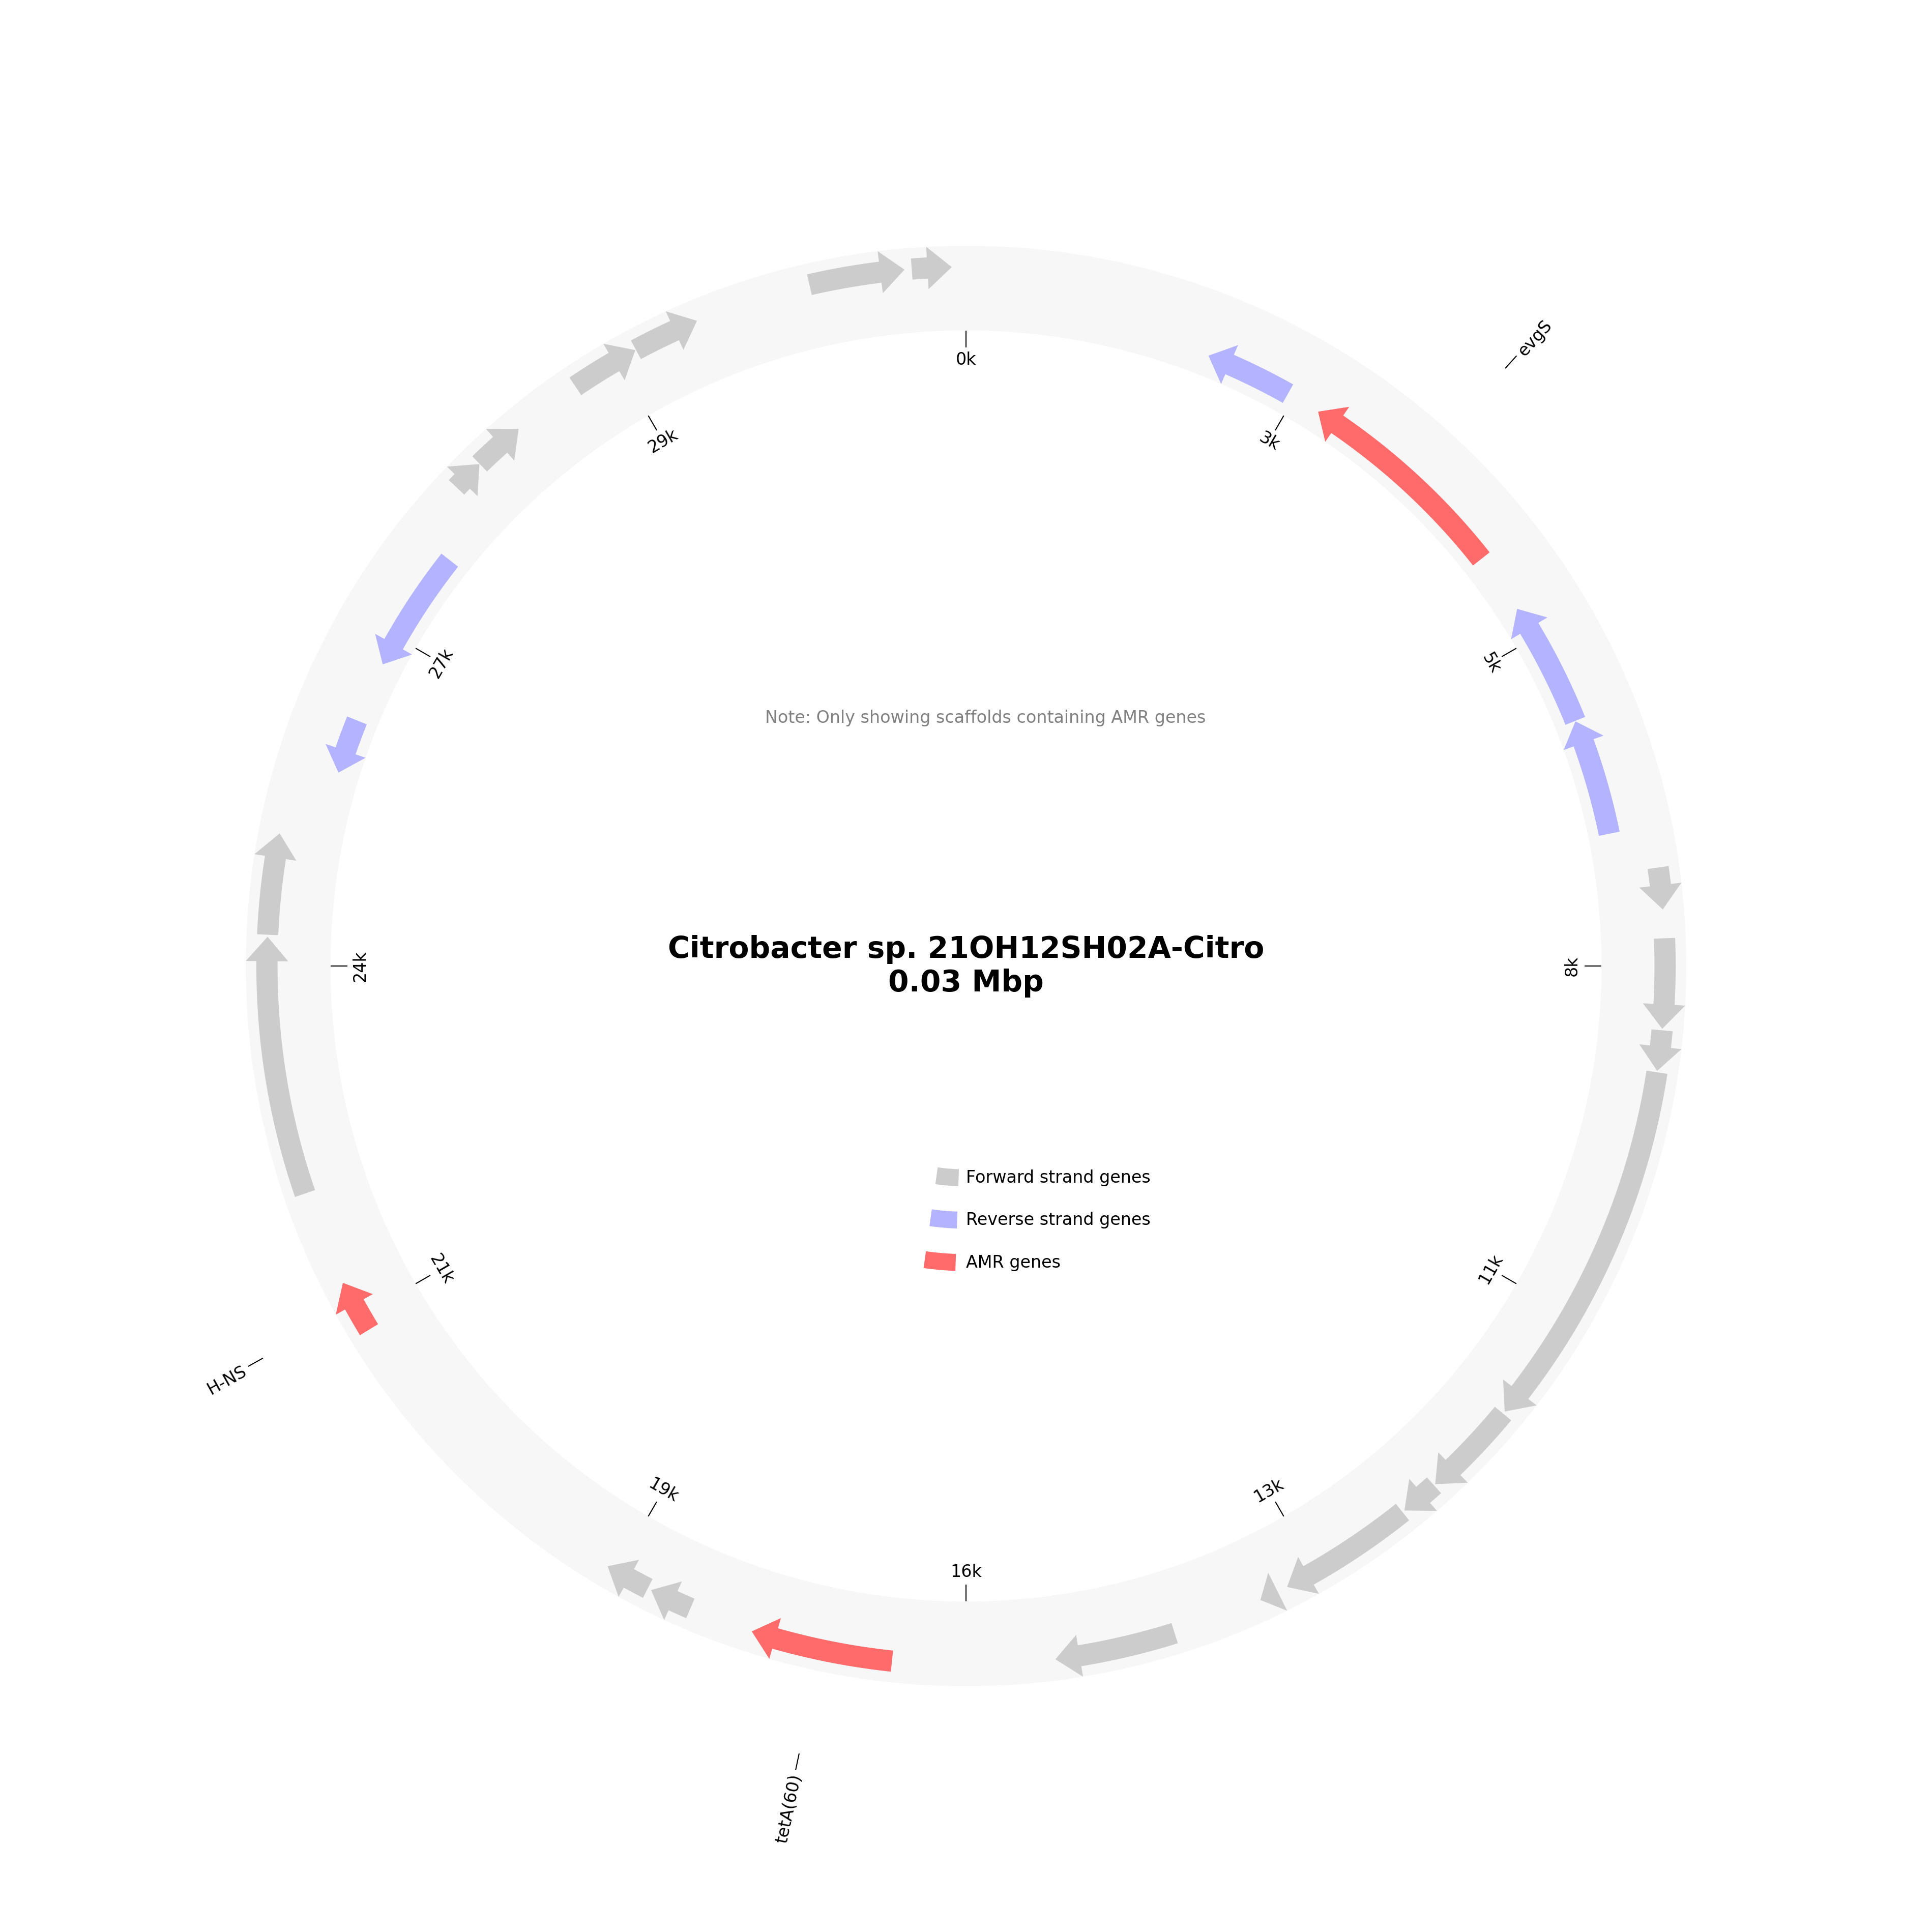 evgS
0k
29k
3k
27k
5k
Note: Only showing scaffolds containing AMR genes
Citrobacter sp. 21OH12SH02A-Citro
0.03 Mbp
24k
8k
Forward strand genes
Reverse strand genes
AMR genes
21k
11k
H-NS
19k
13k
16k
tetA(60)